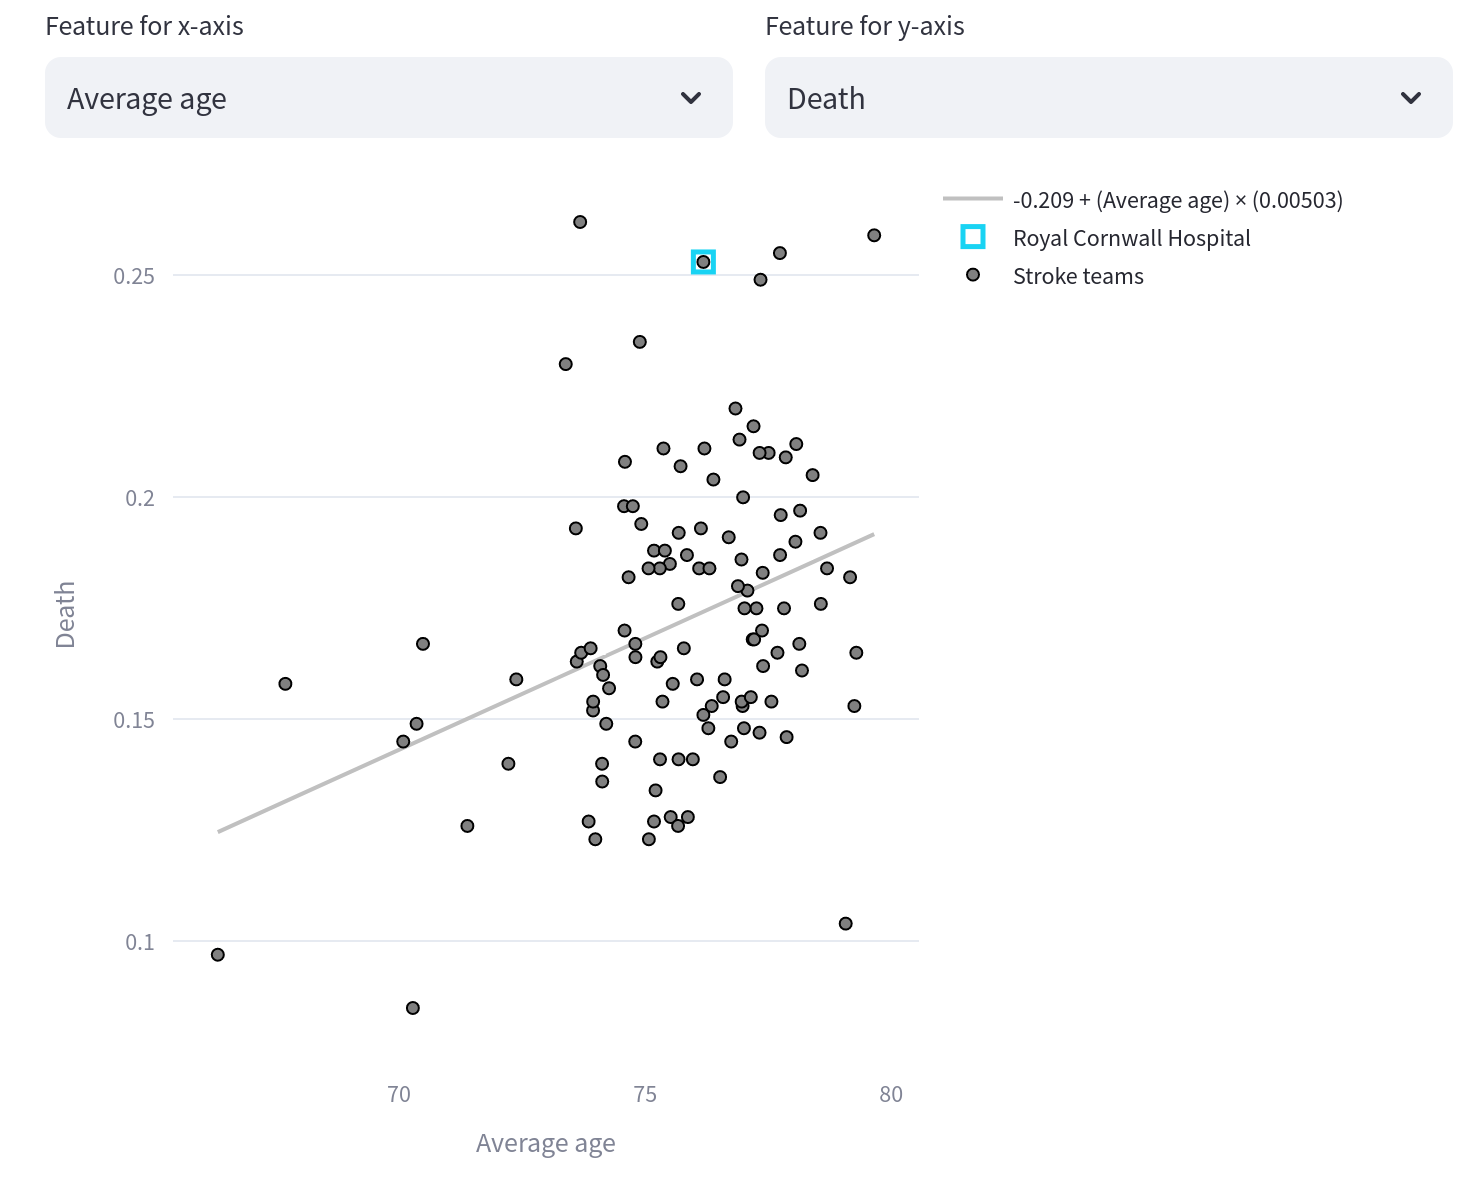 Feature for x-axis
Feature for y-axis
Average age
Death
-0.209 + (Average age) × (0.00503)
Royal Cornwall Hospital
Stroke teams
0.25
0.2
0.15
0.1
Death
70
75
80
Average age